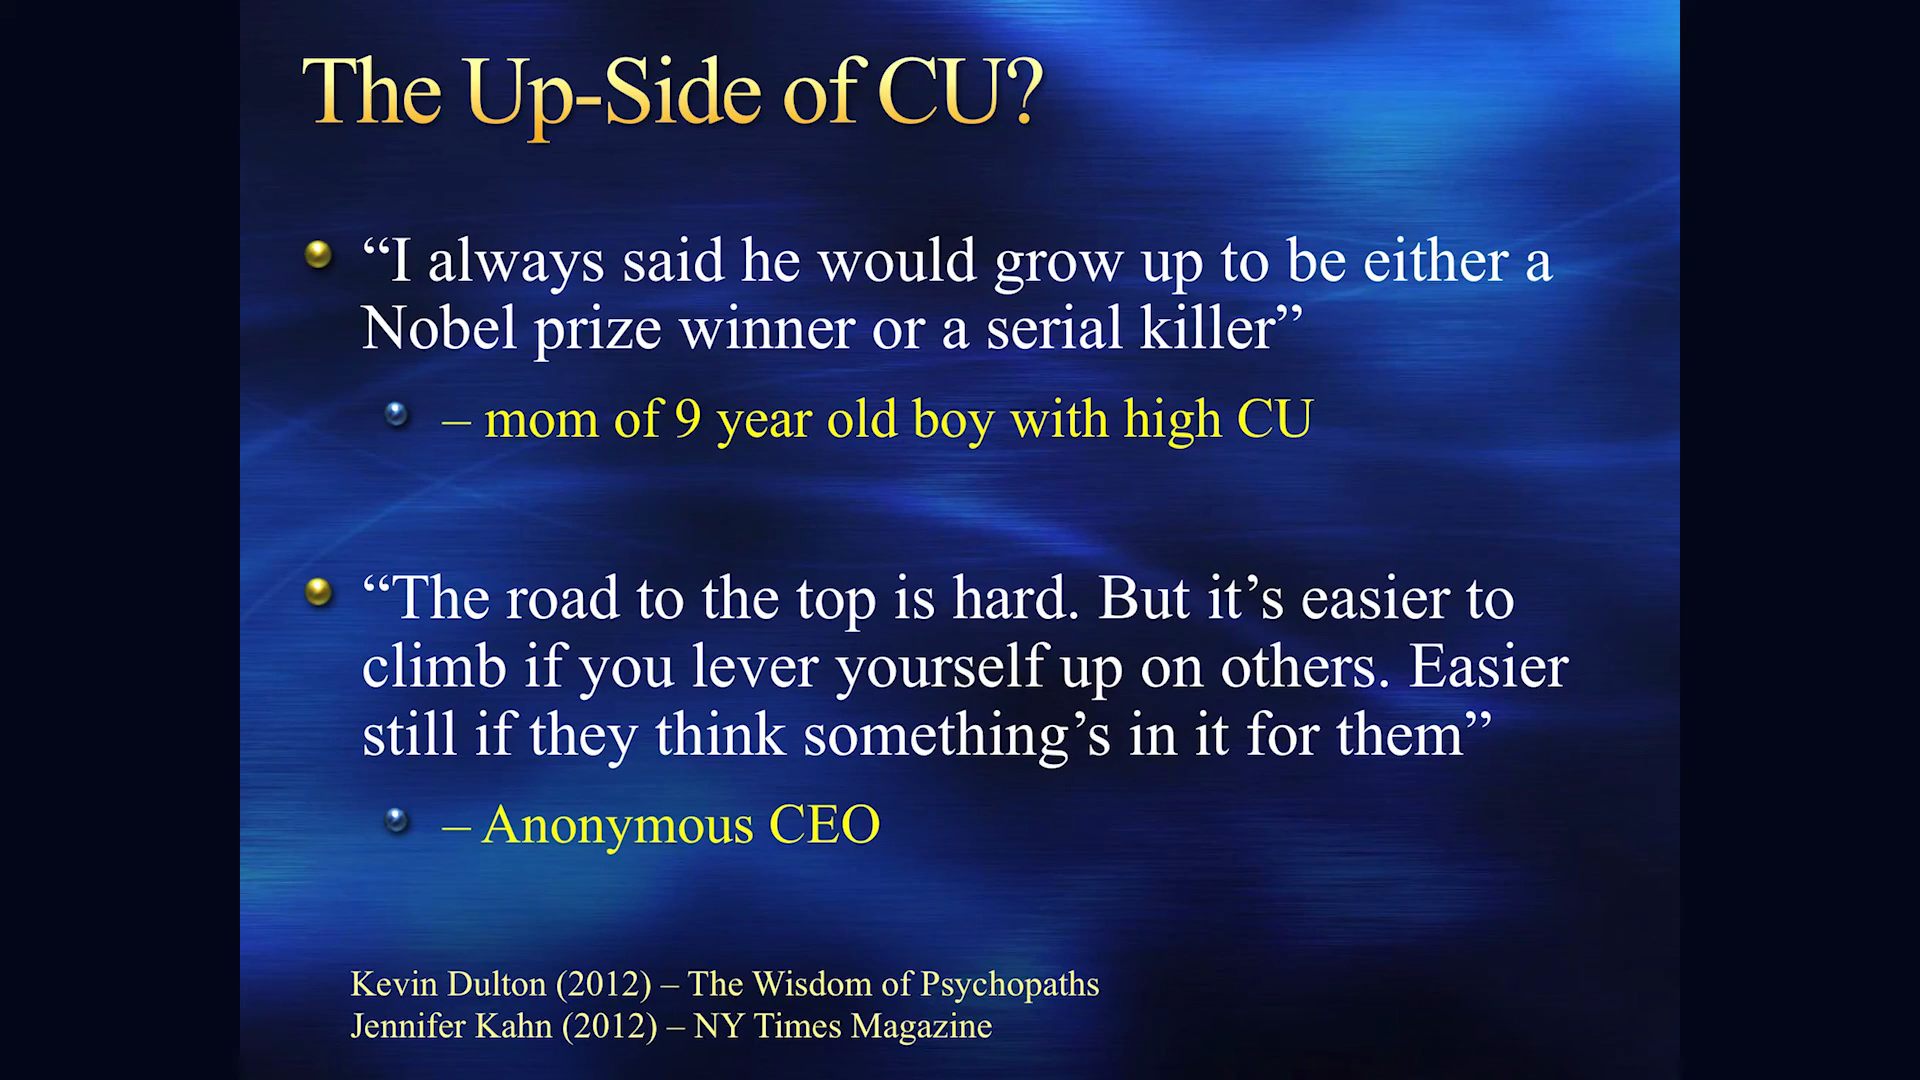 The Up-Side of CU?
“I always said he would grow up to be either a
Nobel prize winner or a serial killer”
– mom of 9 year old boy with high CU
“The road to the top is hard. But it’s easier to
climb if you lever yourself up on others. Easier
still if they think something’s in it for them”
– Anonymous CEO
Kevin Dulton (2012) – The Wisdom of Psychopaths
Jennifer Kahn (2012) – NY Times Magazine